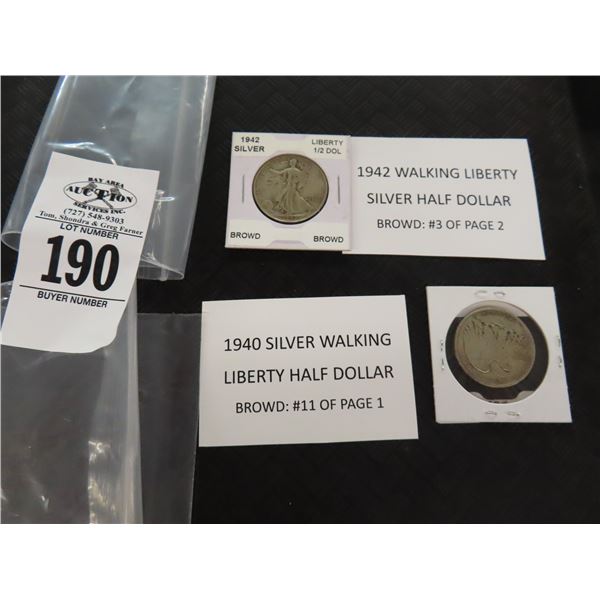 BAY AREA
AUCTION
SERVICES INC.
(727) 548-9303
Tom, Shondra & Greg Farner
LOT NUMBER
190
BUYER NUMBER
1942 LIBERTY
SILVER 1/2 DOL
BROWD BROWD
1942 WALKING LIBERTY
SILVER HALF DOLLAR
BROWD: #3 OF PAGE 2
1940 SILVER WALKING
LIBERTY HALF DOLLAR
BROWD: #11 OF PAGE 1